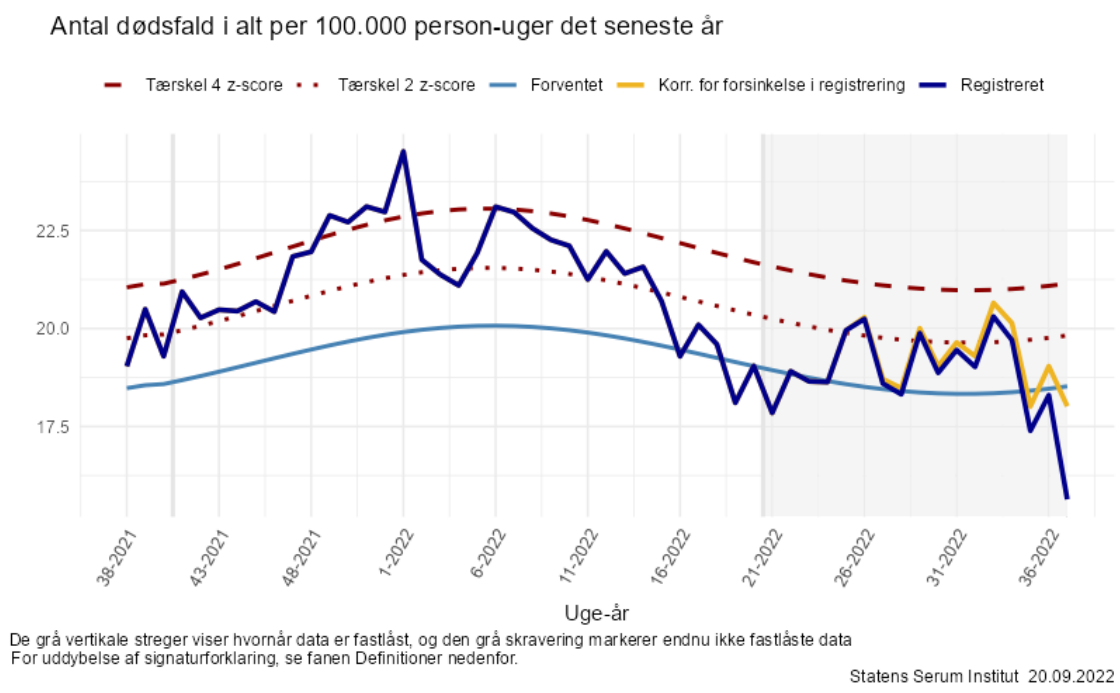 Antal dødsfald i alt per 100.000 person-uger det seneste år
Tærskel 4 z-score Tærskel 2 z-score Forventet Korr. for forsinkelse i registrering Registreret
22.5
20.0
17.5
38-2021 43-2021 48-2021 1-2022 6-2022 11-2022 16-2022 21-2022 26-2022 31-2022 36-2022
Uge-år
De grå vertikale streger viser hvornår data er fastlåst, og den grå skravering markerer endnu ikke fastlåste data
For uddybelse af signaturforklaring, se fanen Definitioner nedenfor.
Statens Serum Institut 20.09.2022